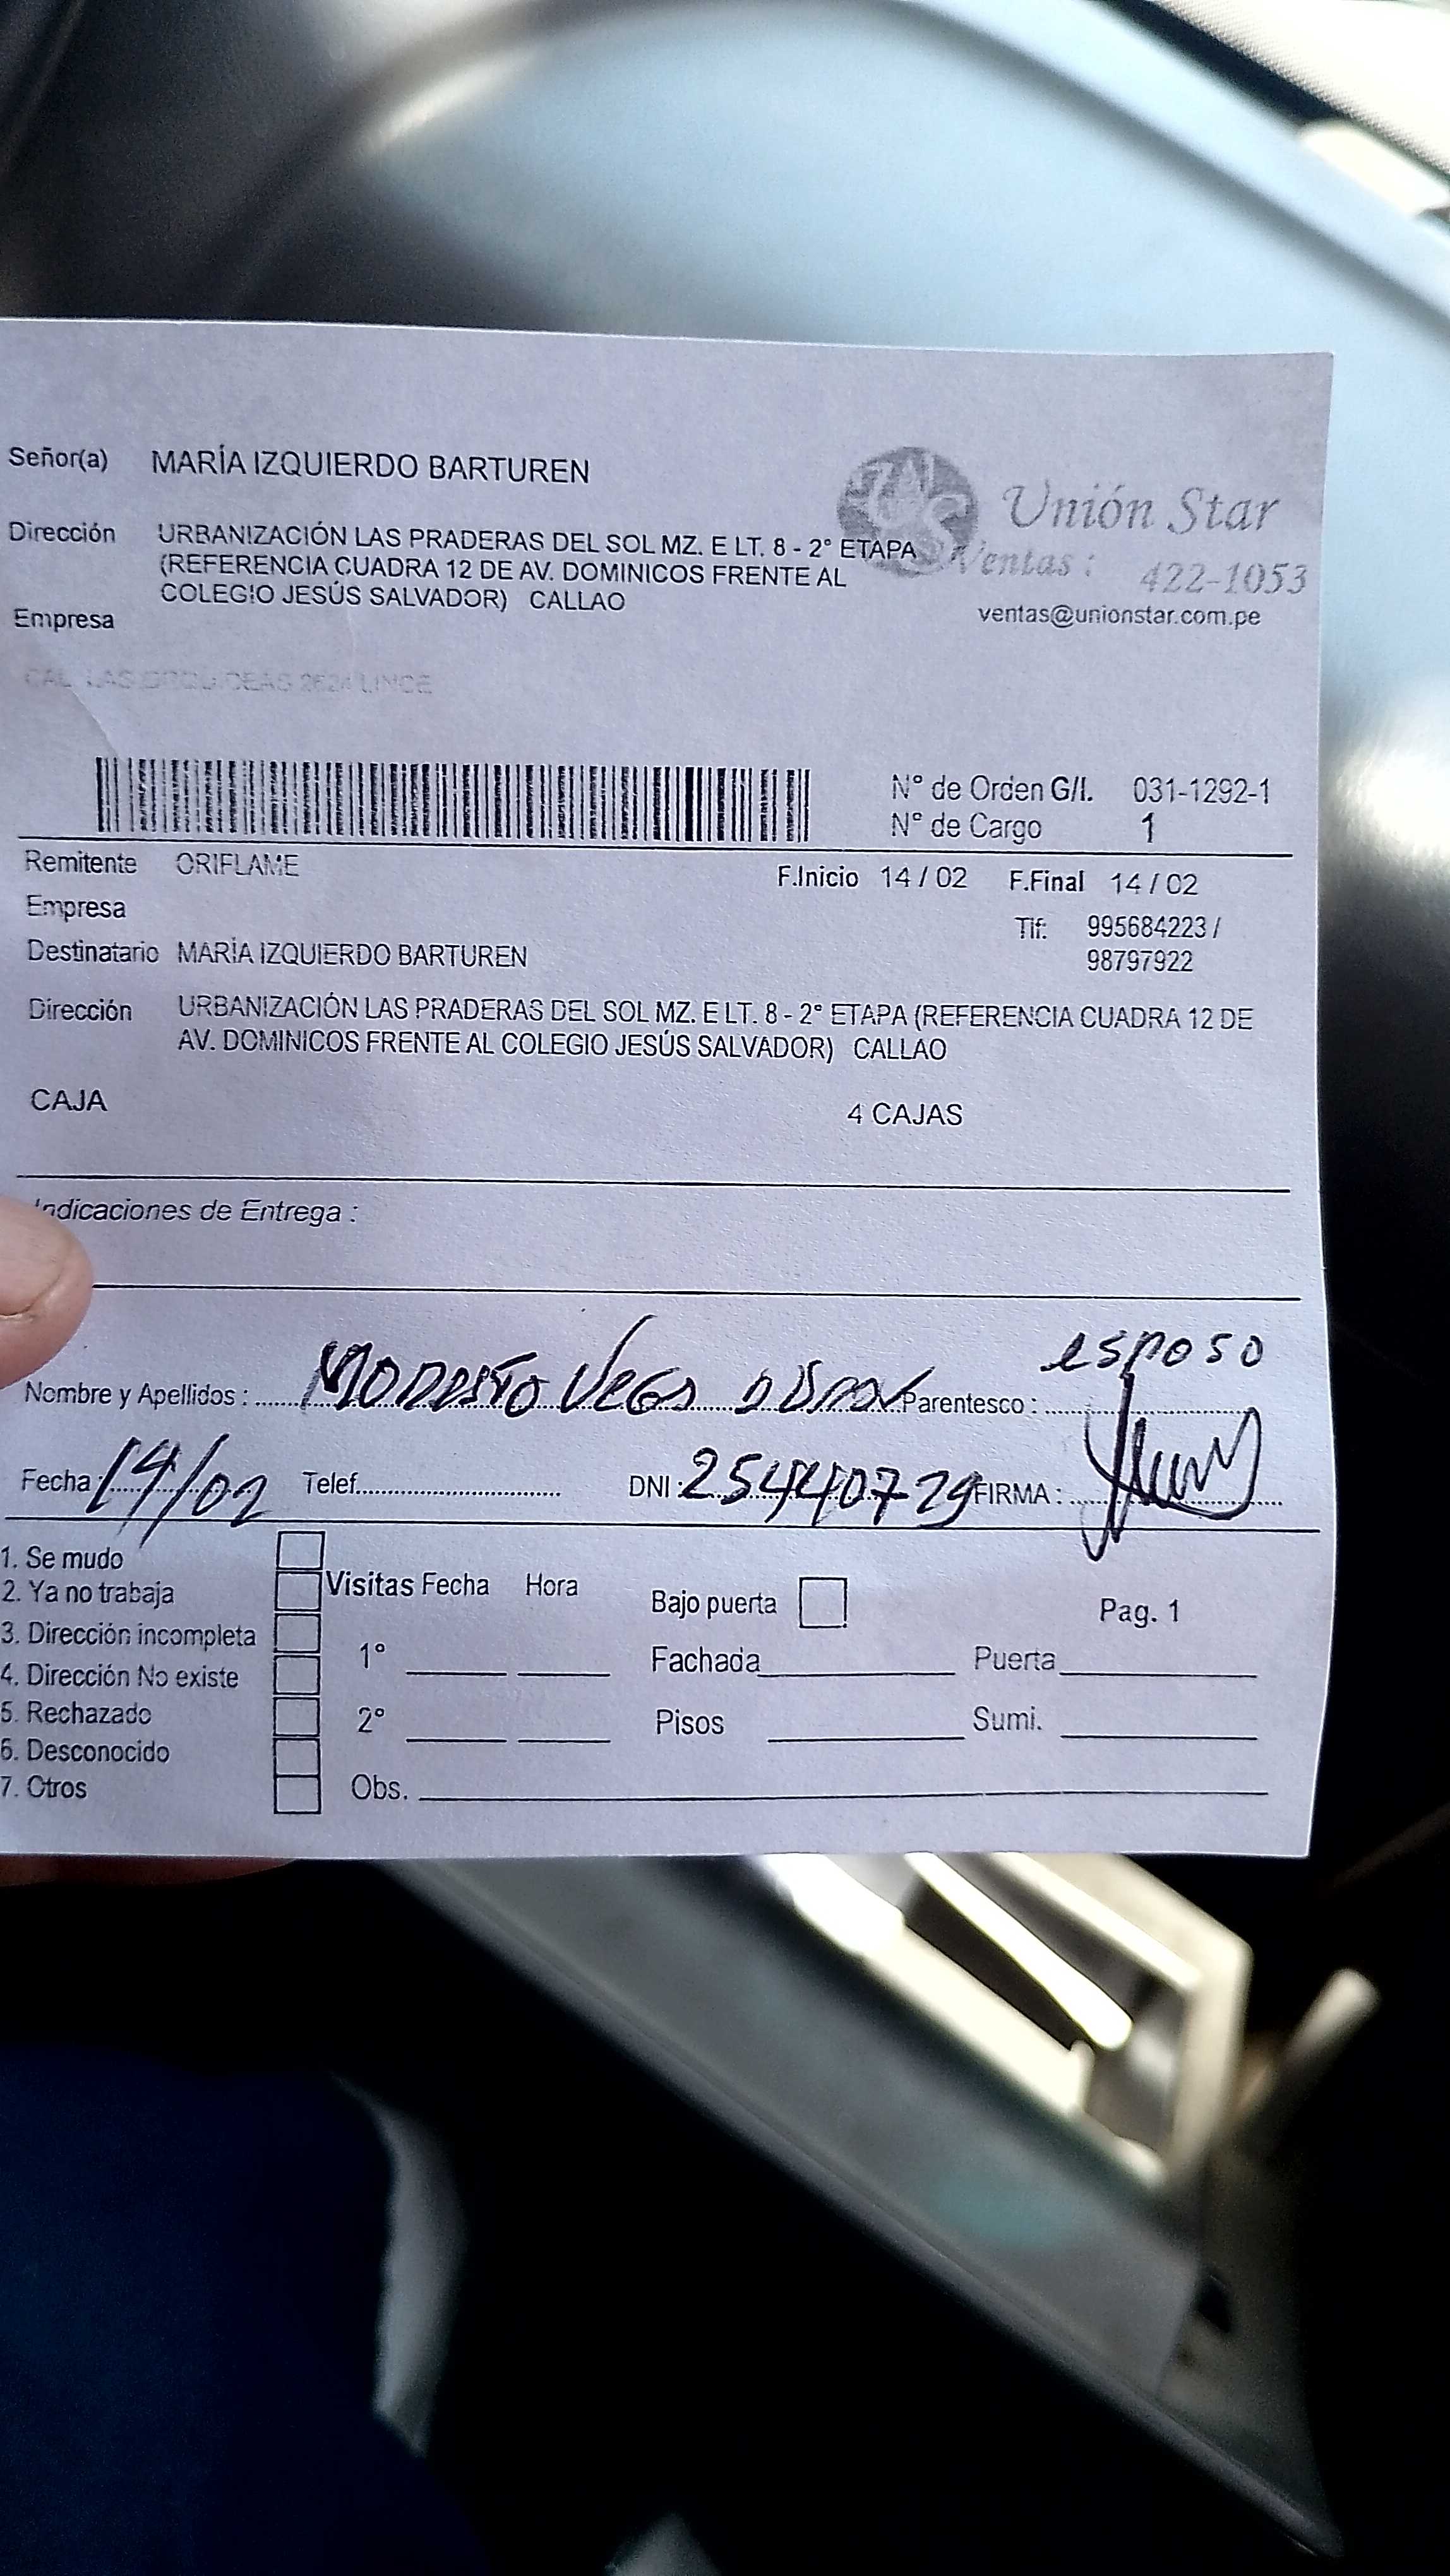 Señor(a) MARÍA IZQUIERDO BARTUREN
Unión Star
Dirección URBANIZACIÓN LAS PRADERAS DEL SOL MZ. E LT. 8 - 2° ETAPA
Ventas : 422-1053
(REFERENCIA CUADRA 12 DE AV. DOMINICOS FRENTE AL
COLEGIO JESÚS SALVADOR) CALLAO
ventas@unionstar.com.pe
Empresa
2624 LINCE
N° de Orden G/I. 031-1292-1
N° de Cargo 1
Remitente ORIFLAME
F.Inicio 14 / 02 F.Final 14 / 02
Empresa
Tlf: 995684223 /
98797922
Destinatario MARÍA IZQUIERDO BARTUREN
Dirección URBANIZACIÓN LAS PRADERAS DEL SOL MZ. E LT. 8 - 2° ETAPA (REFERENCIA CUADRA 12 DE
AV. DOMINICOS FRENTE AL COLEGIO JESÚS SALVADOR) CALLAO
CAJA 4 CAJAS
Indicaciones de Entrega :
Nombre y Apellidos : MODESTO VEGA Parentesco : esposo
Fecha: 14/02 Telef. DNI : 25440729 FIRMA :
1. Se mudo
2. Ya no trabaja
3. Dirección incompleta
4. Dirección No existe
5. Rechazado
6. Desconocido
7. Otros
Visitas Fecha Hora
1°
2°
Obs.
Bajo puerta
Pag. 1
Fachada Puerta
Pisos Sumi.